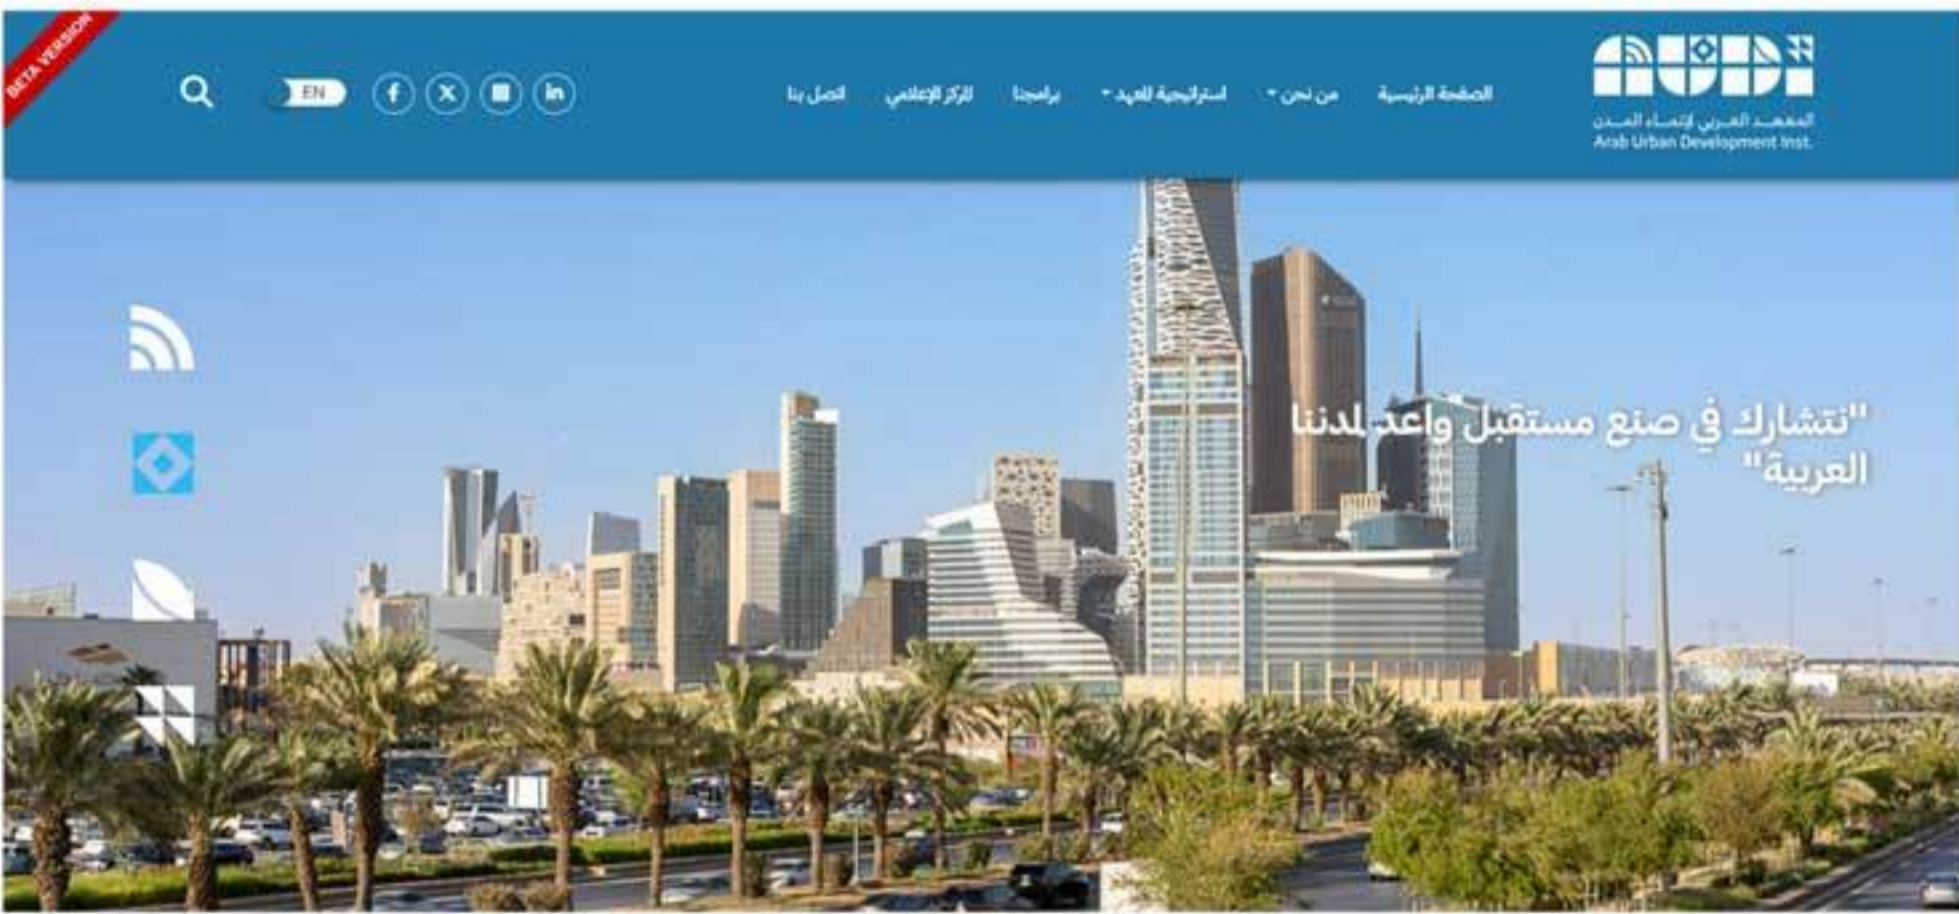 BETA VERSION
EN
الصفحة الرئيسية
من نحن
استراتيجية المعهد
برامجنا
المركز الإعلامي
اتصل بنا
AUDI
المعهد العربي لإنماء المدن
Arab Urban Development Inst.
"نتشارك في صنع مستقبل واعد لمدننا
العربية"